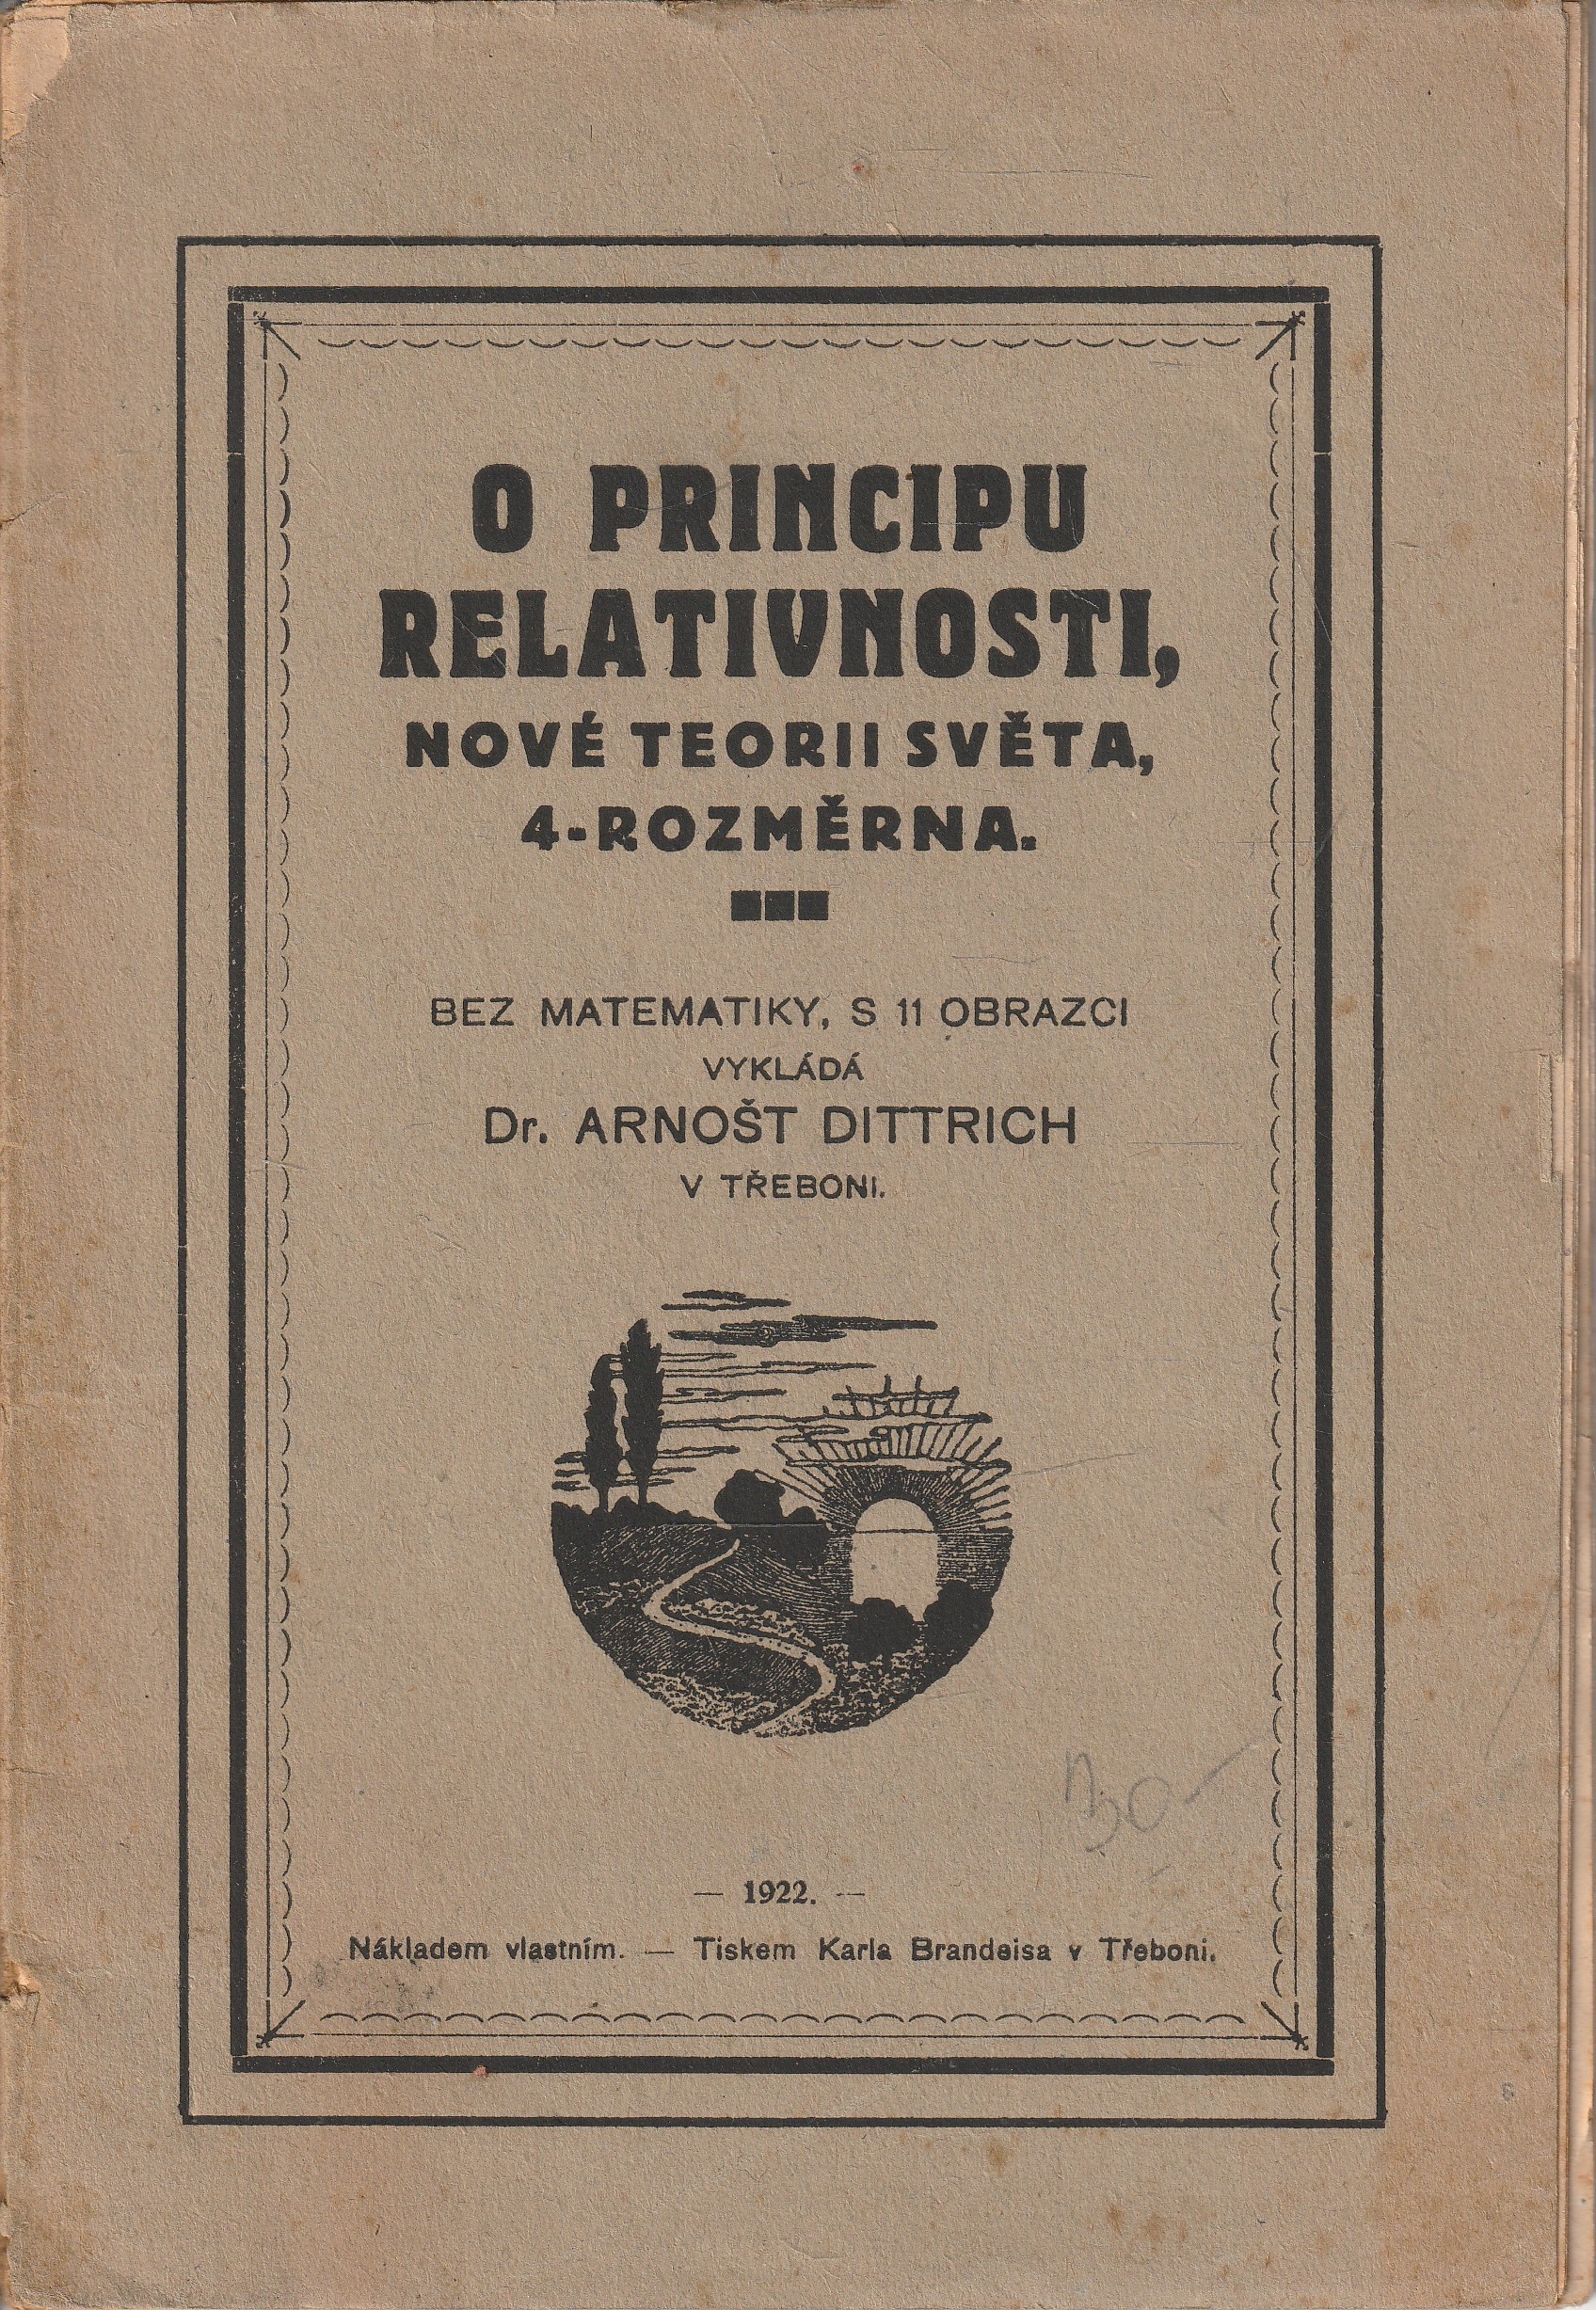 O PRINCIPU
RELATIVNOSTI,
NOVÉ TEORII SVĚTA,
4-ROZMĚRNA.
BEZ MATEMATIKY, S 11 OBRAZCI
VYKLÁDÁ
Dr. ARNOŠT DITTRICH
V TŘEBONI.
30-
— 1922. —
Nákladem vlastním. — Tiskem Karla Brandeisa v Třeboni.